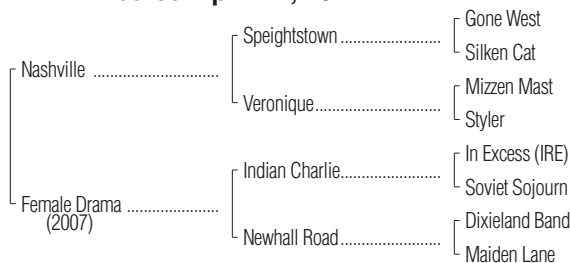 Gone West
Speightstown
Silken Cat
Nashville
Mizzen Mast
Veronique
Styler
In Excess (IRE)
Indian Charlie
Soviet Sojourn
Female Drama
(2007)
Dixieland Band
Newhall Road
Maiden Lane